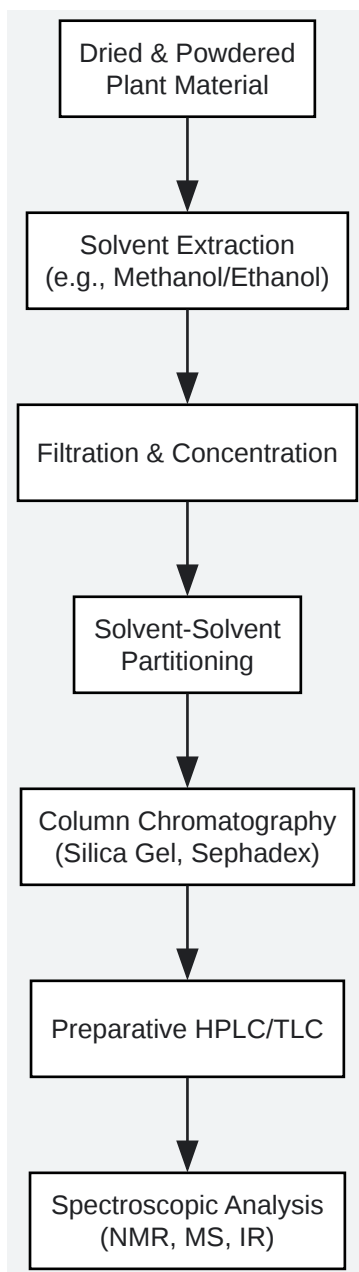 Dried & Powdered
Plant Material
Solvent Extraction
(e.g., Methanol/Ethanol)
Filtration & Concentration
Solvent-Solvent
Partitioning
Column Chromatography
(Silica Gel, Sephadex)
Preparative HPLC/TLC
Spectroscopic Analysis
(NMR, MS, IR)